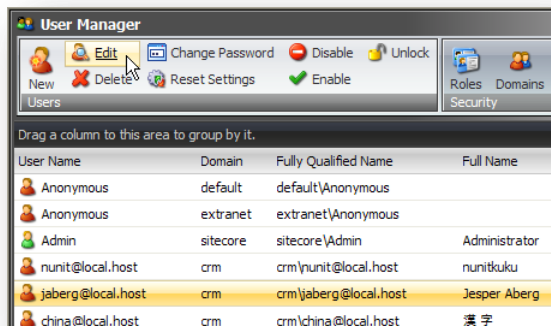 User Manager
New
Edit
Change Password
Disable
Unlock
Delete
Reset Settings
Enable
Users
Roles Domains
Security
Drag a column to this area to group by it.
User Name Domain Fully Qualified Name Full Name
Anonymous default default\Anonymous
Anonymous extranet extranet\Anonymous
Admin sitecore sitecore\Admin Administrator
nunit@local.host crm crm\nunit@local.host nunitkuku
jaberg@local.host crm crm\jaberg@local.host Jesper Aberg
china@local.host crm crm\china@local.host 漢字